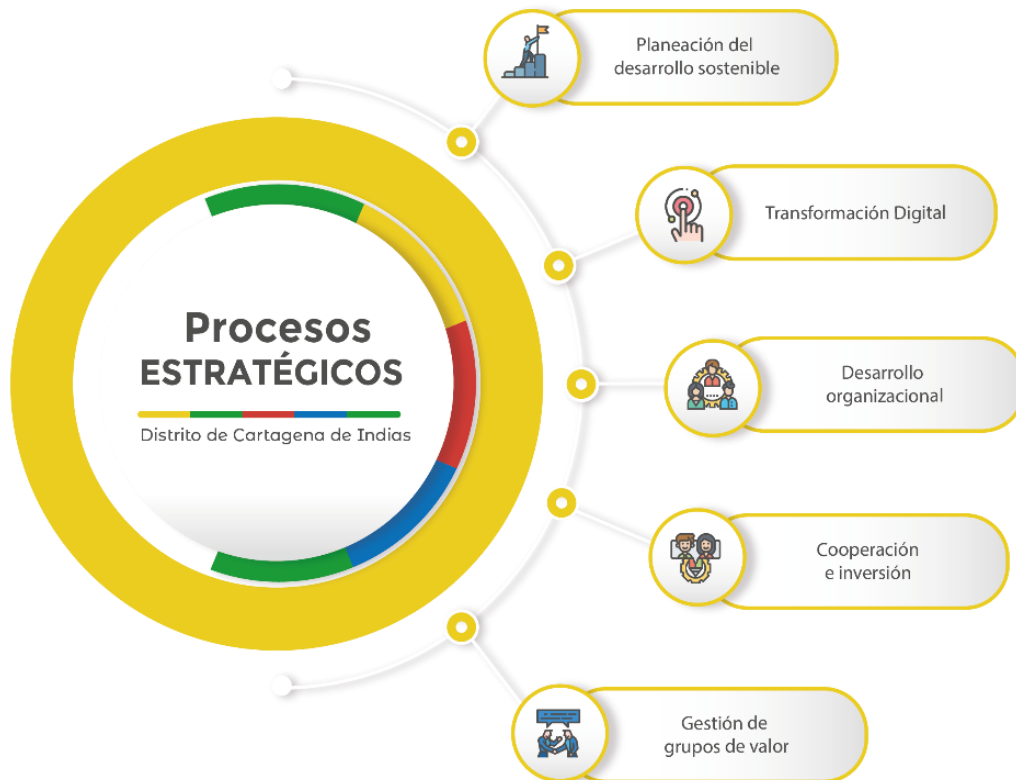 Planeación del
desarrollo sostenible
Transformación Digital
Procesos
ESTRATÉGICOS
Distrito de Cartagena de Indias
Desarrollo
organizacional
Cooperación
e inversión
Gestión de
grupos de valor